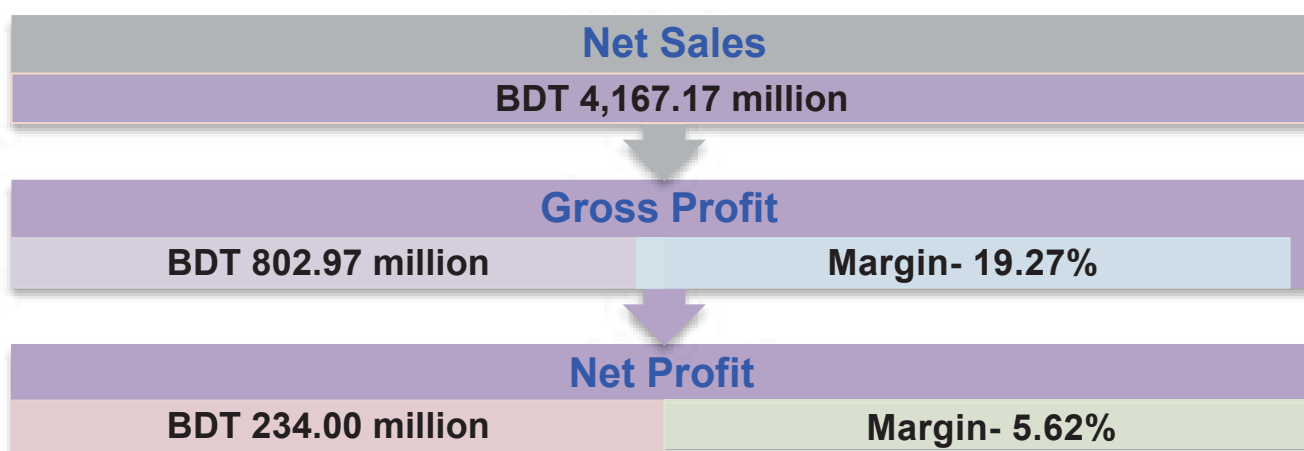 Net Sales
BDT 4,167.17 million
Gross Profit
BDT 802.97 million Margin- 19.27%
Net Profit
BDT 234.00 million Margin- 5.62%